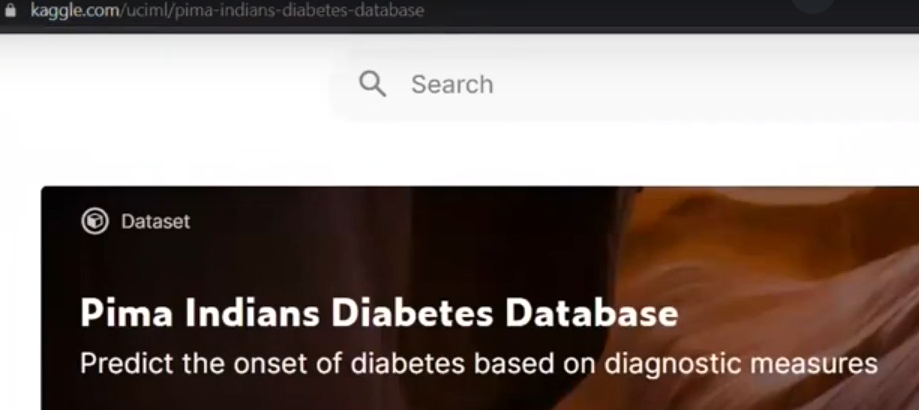 kaggle.com/uciml/pima-indians-diabetes-database
Search
Dataset
Pima Indians Diabetes Database
Predict the onset of diabetes based on diagnostic measures